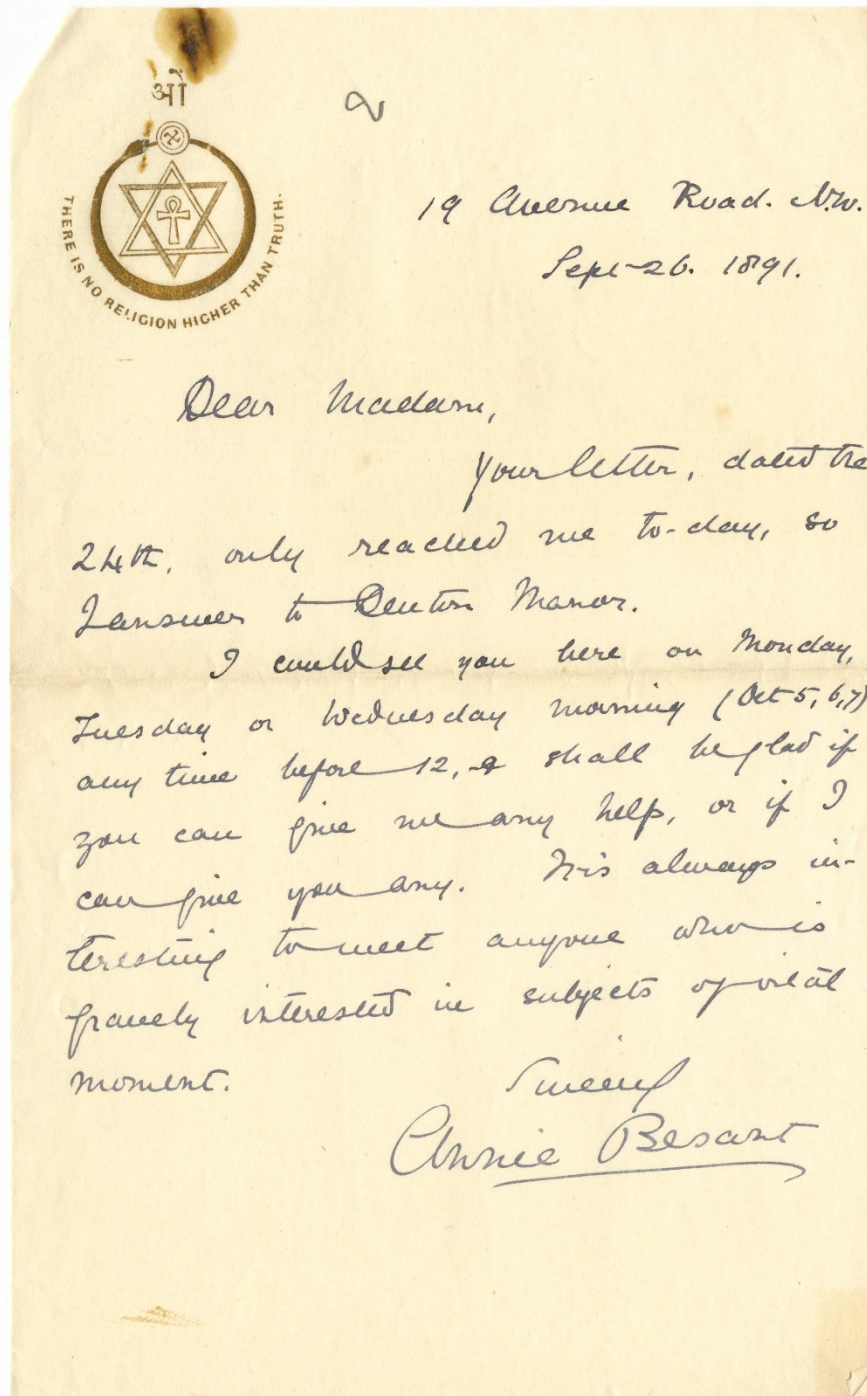 ओं
2
THERE IS NO RELIGION HIGHER THAN TRUTH.
19 Avenue Road. N.W.
Sept 26. 1891.
Dear Madam,
Your letter, dated the
24th, only reached me to-day, so
I answer to Denton Manor.
I could see you here on Monday,
Tuesday or Wednesday morning (Oct 5, 6, 7)
any time before 12, & shall be glad if
you can give me any help, or if I
can give you any. It is always in-
teresting to meet anyone who is
gravely interested in subjects of vital
moment.
Sincerely
Annie Besant